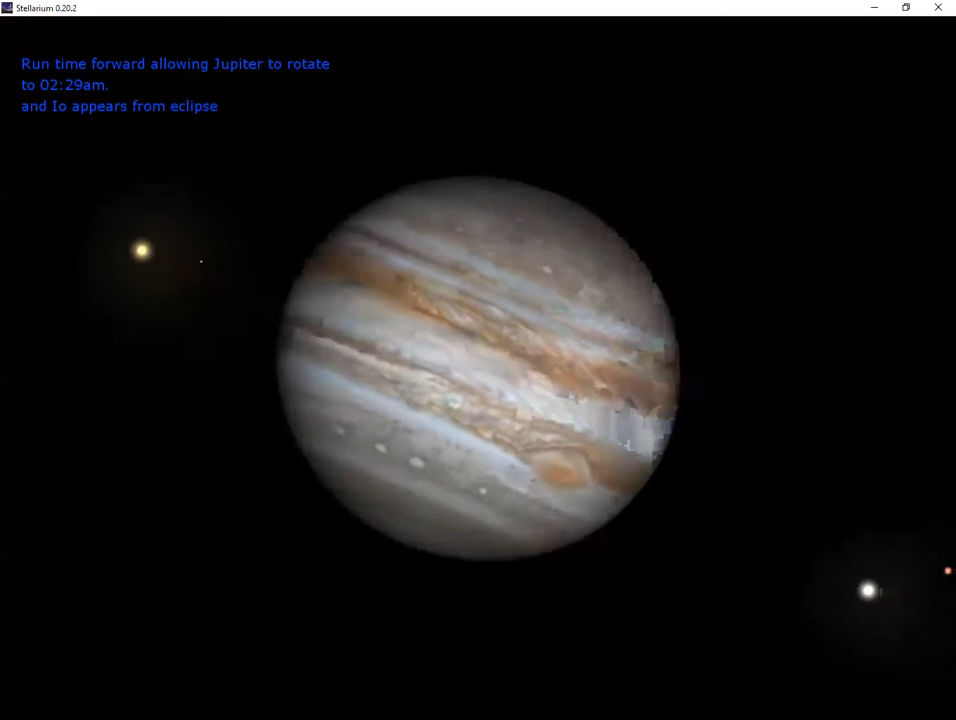 Stellarium 0.20.2
Run time forward allowing Jupiter to rotate
to 02:29am.
and Io appears from eclipse